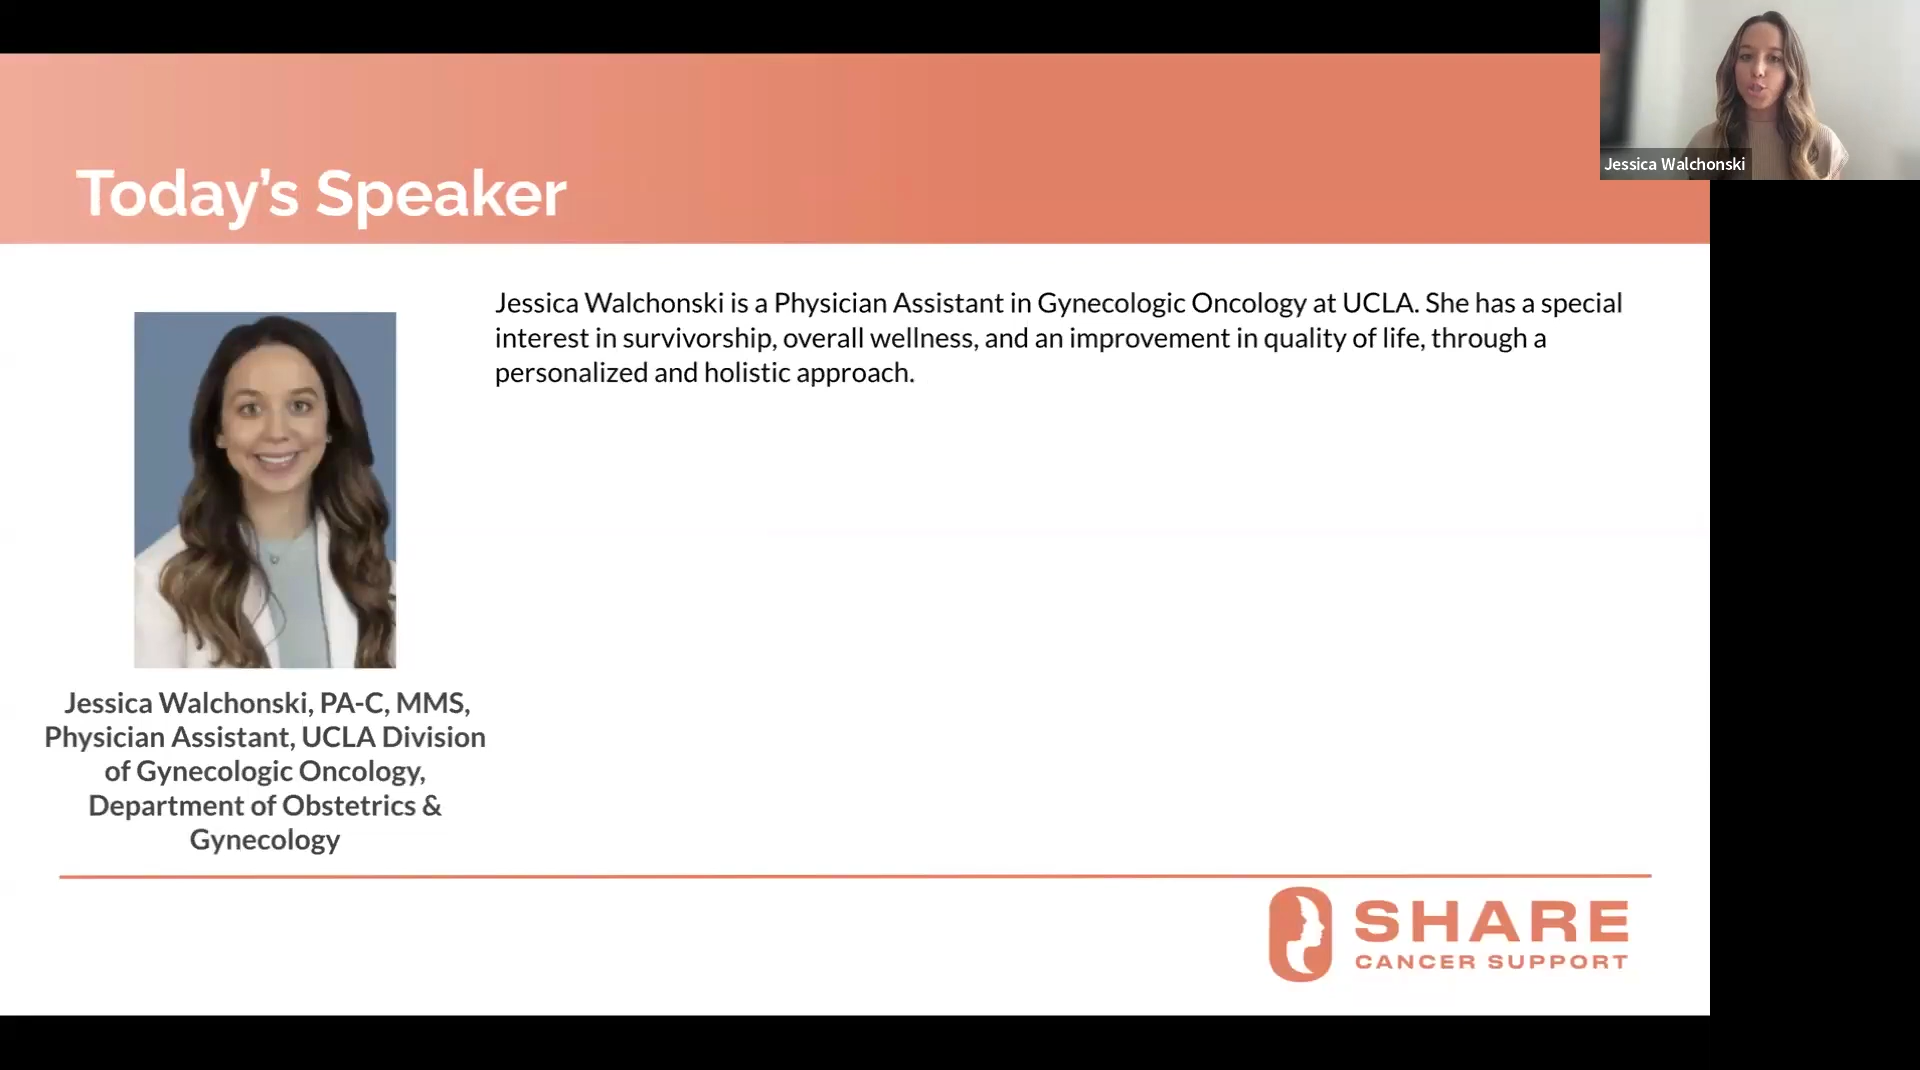 Jessica Walchonski
Today's Speaker
Jessica Walchonski is a Physician Assistant in Gynecologic Oncology at UCLA. She has a special
interest in survivorship, overall wellness, and an improvement in quality of life, through a
personalized and holistic approach.
Jessica Walchonski, PA-C, MMS,
Physician Assistant, UCLA Division
of Gynecologic Oncology,
Department of Obstetrics &
Gynecology
SHARE
CANCER SUPPORT